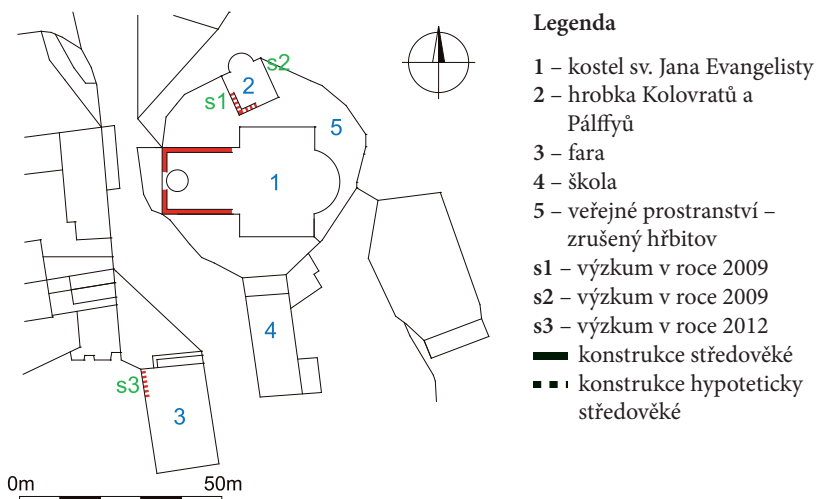 s2
2
s1
5
1
4
s3
3
0m 50m
Legenda
1 – kostel sv. Jana Evangelisty
2 – hrobka Kolovratů a
Pálffyů
3 – fara
4 – škola
5 – veřejné prostranství –
zrušený hřbitov
s1 – výzkum v roce 2009
s2 – výzkum v roce 2009
s3 – výzkum v roce 2012
konstrukce středověké
konstrukce hypoteticky
středověké